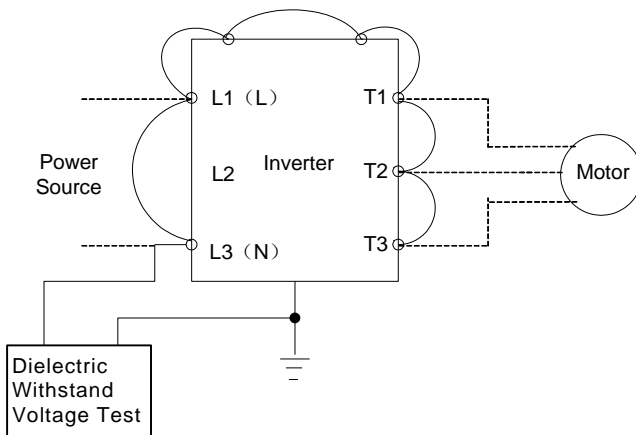 L1（L）
T1
Power
Source
L2
Inverter
T2
Motor
L3（N）
T3
Dielectric
Withstand
Voltage Test